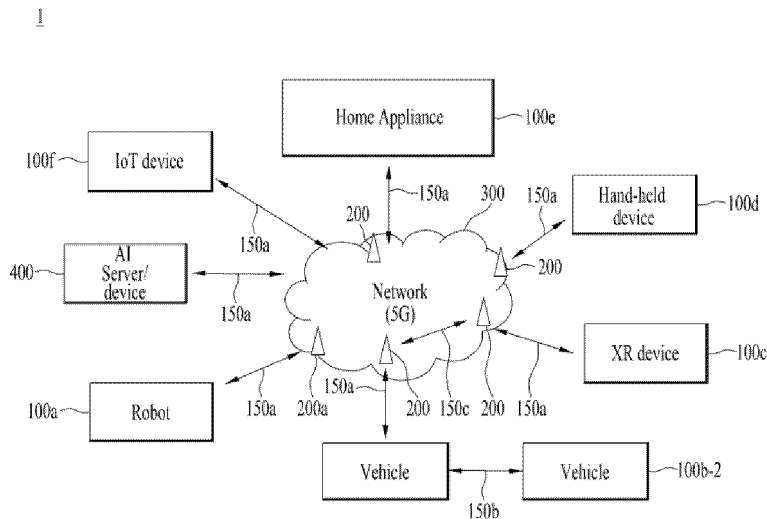 1
Home Appliance
100e
100f
IoT device
150a
200
300
150a
Hand-held
device
100d
150a
400
AI
Server/
device
150a
200
Network
(5G)
XR device
100c
100a
Robot
150a
200a
150a
200
150c
200
150a
Vehicle
Vehicle
100b-2
150b